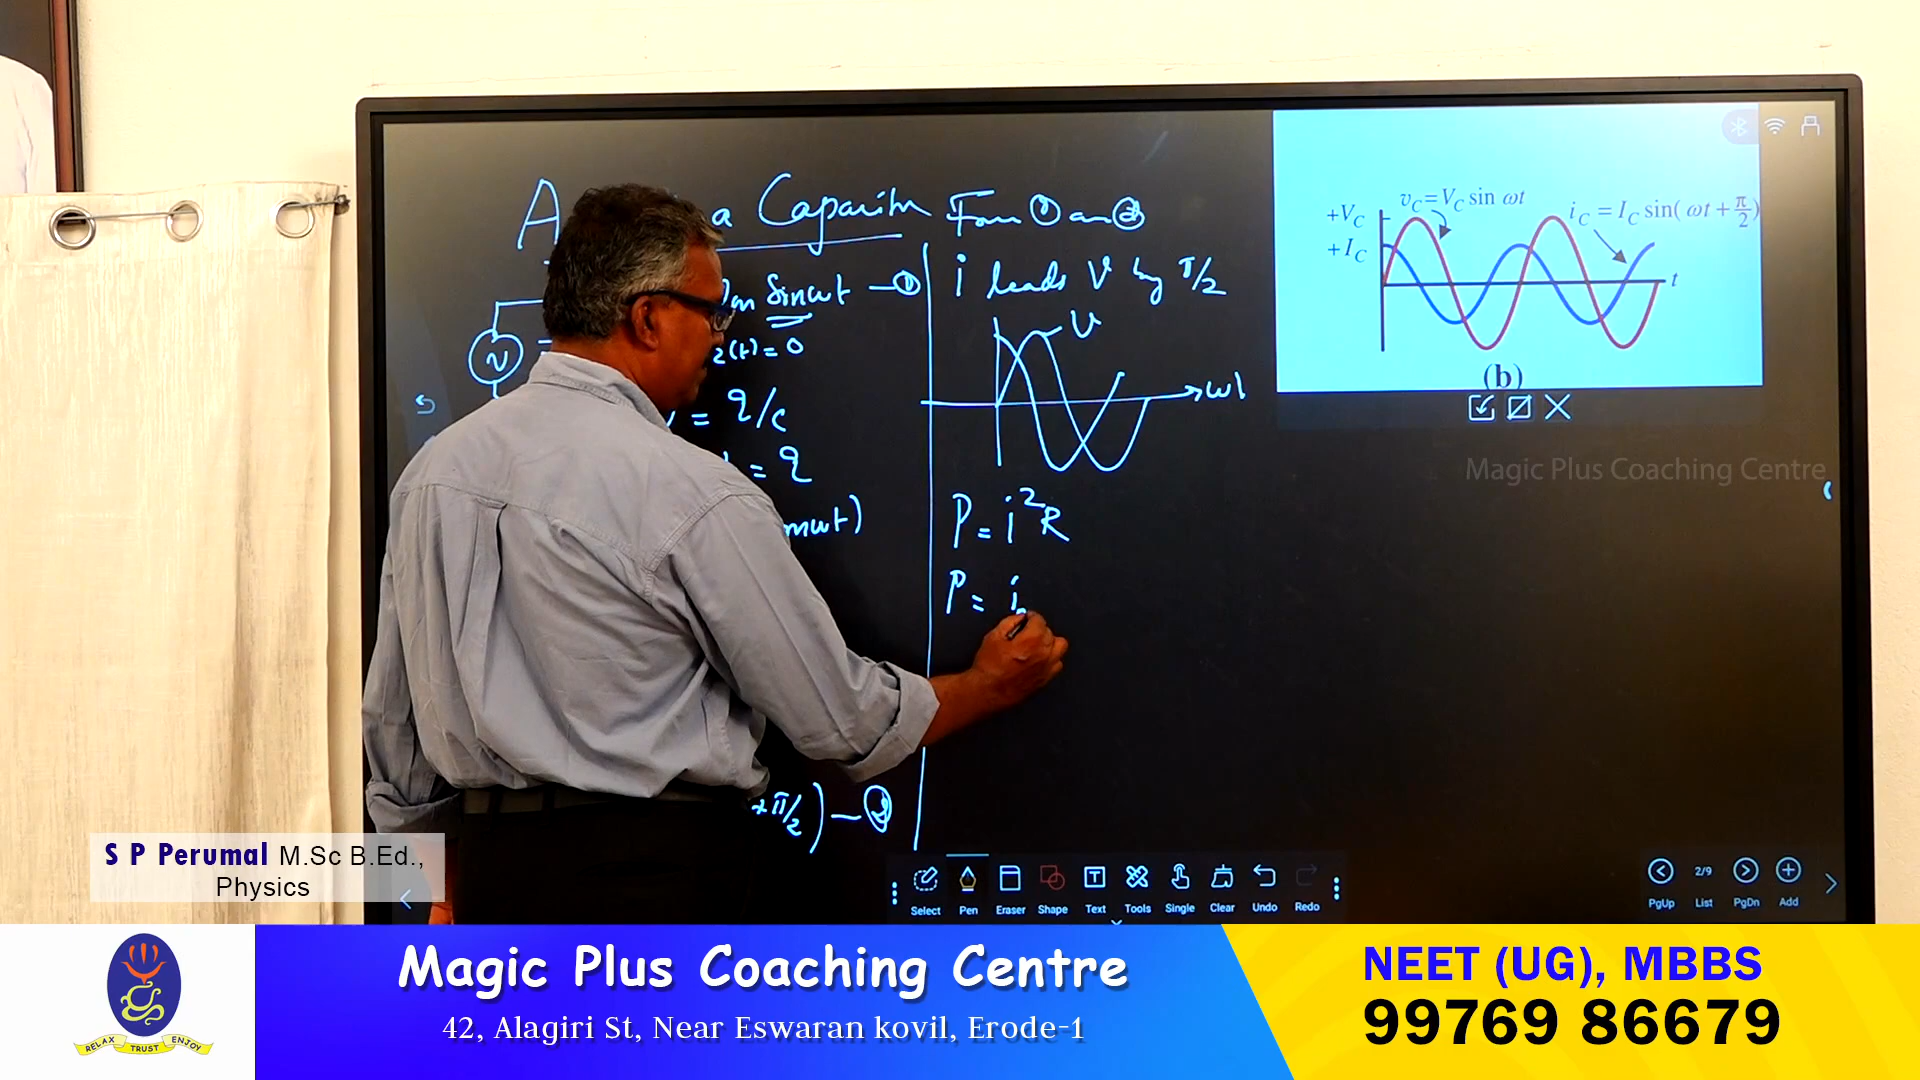 a Capacitor
From ① and ②
Sinωt — ①
i leads V by π/2
V
2(t) = 0
= q/c
= q
ωt
P = i²R
P = i
+π/2) — ②
+V_C
+I_C
v_C=V_C sin ωt
i_C = I_C sin( ωt + π/2)
t
(b)
Magic Plus Coaching Centre
Select Pen Eraser Shape Text Tools Single Clear Undo Redo
2/9
PgUp List PgDn Add
S P Perumal M.Sc B.Ed.,
Physics
RELAX TRUST ENJOY
Magic Plus Coaching Centre
42, Alagiri St, Near Eswaran kovil, Erode-1
NEET (UG), MBBS
99769 86679